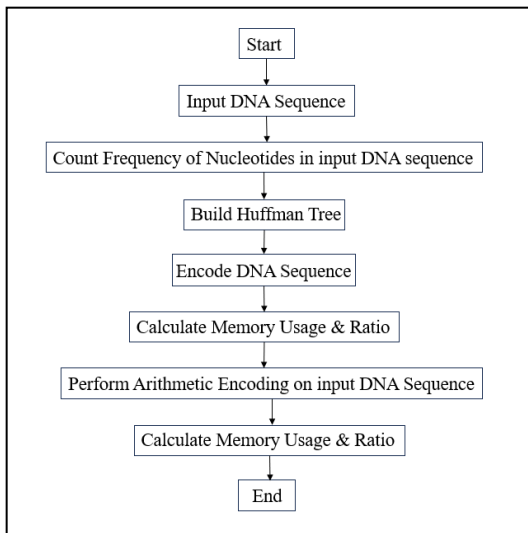 Start
Input DNA Sequence
Count Frequency of Nucleotides in input DNA sequence
Build Huffman Tree
Encode DNA Sequence
Calculate Memory Usage & Ratio
Perform Arithmetic Encoding on input DNA Sequence
Calculate Memory Usage & Ratio
End